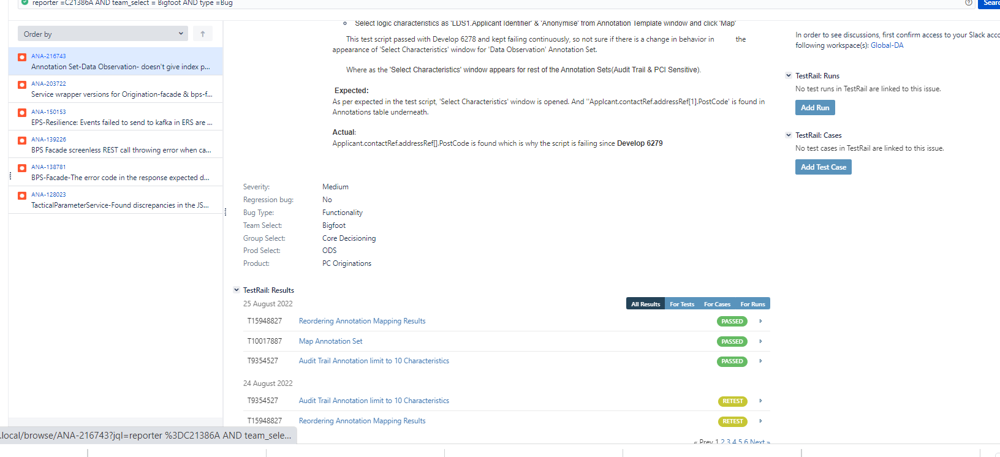 reporter =C21386A AND team_select = Bigfoot AND type =Bug
Order by
ANA-216743
Annotation Set-Data Observation- doesn't give index p...
ANA-203722
Service wrapper versions for Origination-facade & bps-f...
ANA-150153
EPS-Resilience: Events failed to send to kafka in ERS are ...
ANA-139226
BPS Facade screenless REST call throwing error when ca...
ANA-138781
BPS-Facade-The error code in the response expected d...
ANA-128023
TacticalParameterService-Found discrepancies in the JS...
Select logic characteristics as 'LDS1.Applicant Identifier' & 'Anonymise' from Annotation Template window and click 'Map'
This test script passed with Develop 6278 and kept failing continuously, so not sure if there is a change in behavior in the
appearance of 'Select Characteristics' window for 'Data Observation' Annotation Set.
Where as the 'Select Characteristics' window appears for rest of the Annotation Sets(Audit Trail & PCI Sensitive).
Expected:
As per expected in the test script, 'Select Characteristics' window is opened. And "Applcant.contactRef.addressRef[1].PostCode' is found in
Annotations table underneath.
Actual:
Applicant.contactRef.addressRef[].PostCode is found which is why the script is failing since Develop 6279
Severity: Medium
Regression bug: No
Bug Type: Functionality
Team Select: Bigfoot
Group Select: Core Decisioning
Prod Select: ODS
Product: PC Originations
TestRail: Results
25 August 2022
All Results For Tests For Cases For Runs
T15948827 Reordering Annotation Mapping Results PASSED
T10017887 Map Annotation Set PASSED
T9354527 Audit Trail Annotation limit to 10 Characteristics PASSED
24 August 2022
T9354527 Audit Trail Annotation limit to 10 Characteristics RETEST
T15948827 Reordering Annotation Mapping Results RETEST
« Prev 1 2 3 4 5 6 Next »
Sear
In order to see discussions, first confirm access to your Slack acc
following workspace(s): Global-DA
TestRail: Runs
No test runs in TestRail are linked to this issue.
Add Run
TestRail: Cases
No test cases in TestRail are linked to this issue.
Add Test Case
.local/browse/ANA-216743?jql=reporter %3DC21386A AND team_sele...